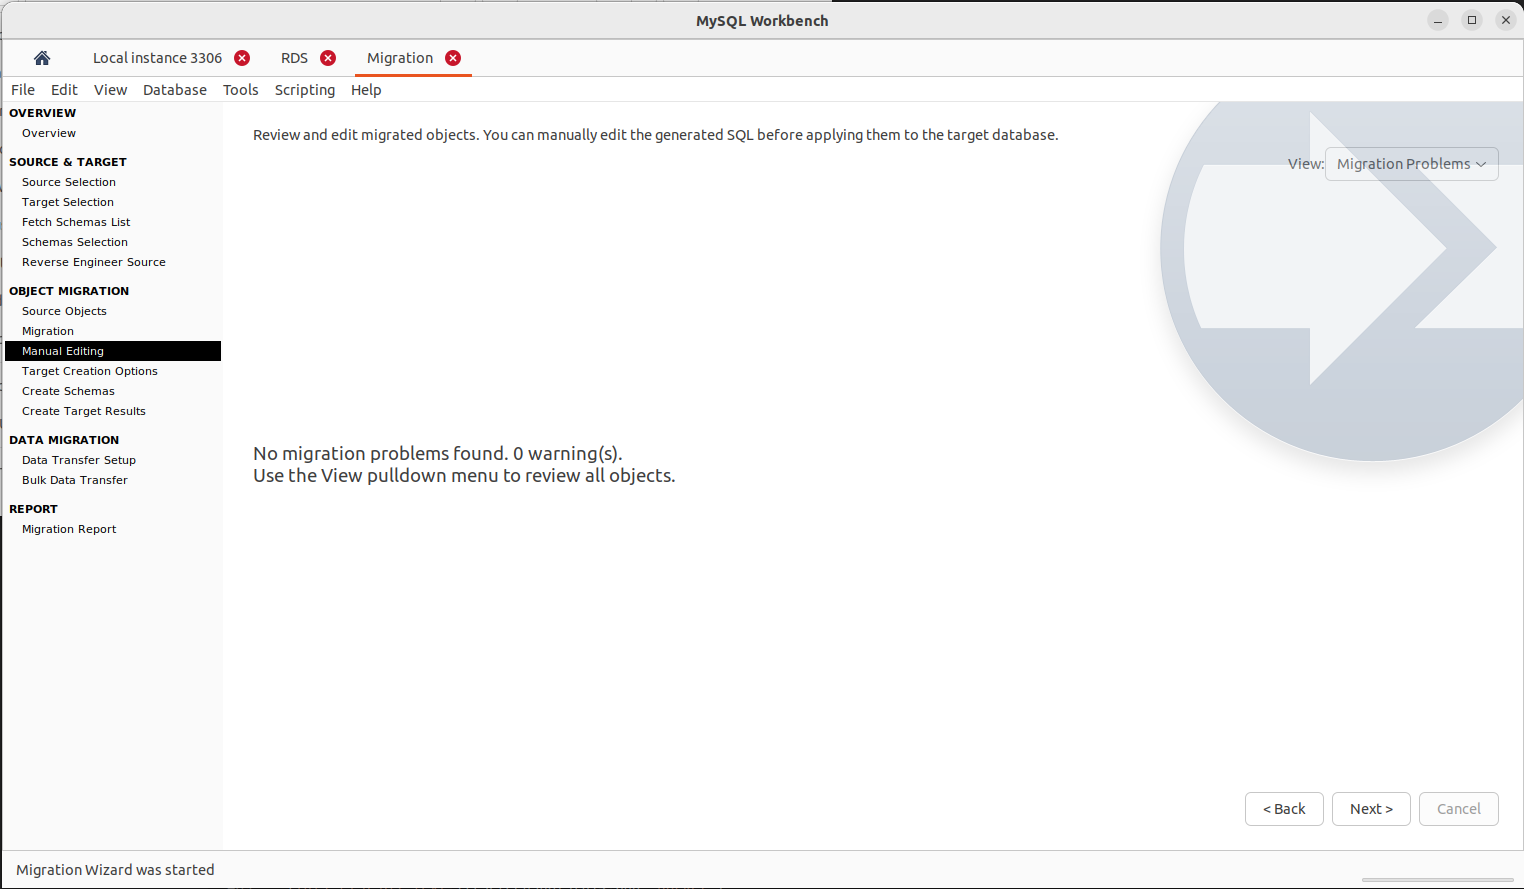 MySQL Workbench
Local instance 3306
RDS
Migration
File Edit View Database Tools Scripting Help
OVERVIEW
Overview
SOURCE & TARGET
Source Selection
Target Selection
Fetch Schemas List
Schemas Selection
Reverse Engineer Source
OBJECT MIGRATION
Source Objects
Migration
Manual Editing
Target Creation Options
Create Schemas
Create Target Results
DATA MIGRATION
Data Transfer Setup
Bulk Data Transfer
REPORT
Migration Report
Review and edit migrated objects. You can manually edit the generated SQL before applying them to the target database.
View: Migration Problems
No migration problems found. 0 warning(s).
Use the View pulldown menu to review all objects.
< Back
Next >
Cancel
Migration Wizard was started